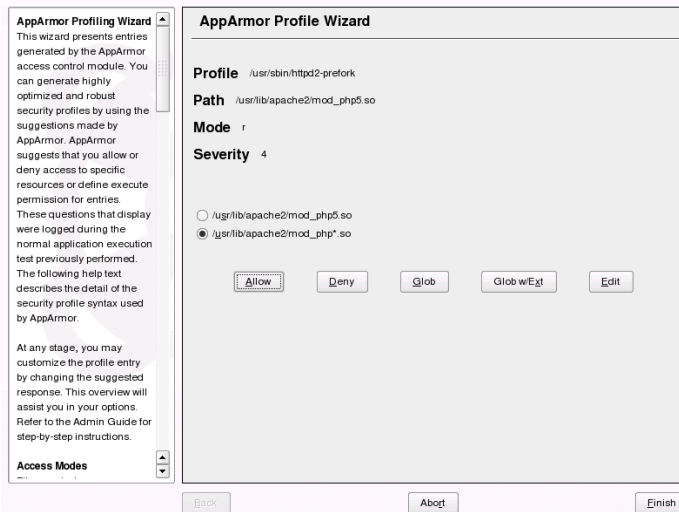 AppArmor Profiling Wizard
This wizard presents entries
generated by the AppArmor
access control module. You
can generate highly
optimized and robust
security profiles by using the
suggestions made by
AppArmor. AppArmor
suggests that you allow or
deny access to specific
resources or define execute
permission for entries.
These questions that display
were logged during the
normal application execution
test previously performed.
The following help text
describes the detail of the
security profile syntax used
by AppArmor.
At any stage, you may
customize the profile entry
by changing the suggested
response. This overview will
assist you in your options.
Refer to the Admin Guide for
step-by-step instructions.
Access Modes
AppArmor Profile Wizard
Profile /usr/sbin/httpd2-prefork
Path /usr/lib/apache2/mod_php5.so
Mode r
Severity 4
/usr/lib/apache2/mod_php5.so
/usr/lib/apache2/mod_php*.so
Allow Deny Glob Glob w/Ext Edit
Back Abort Finish